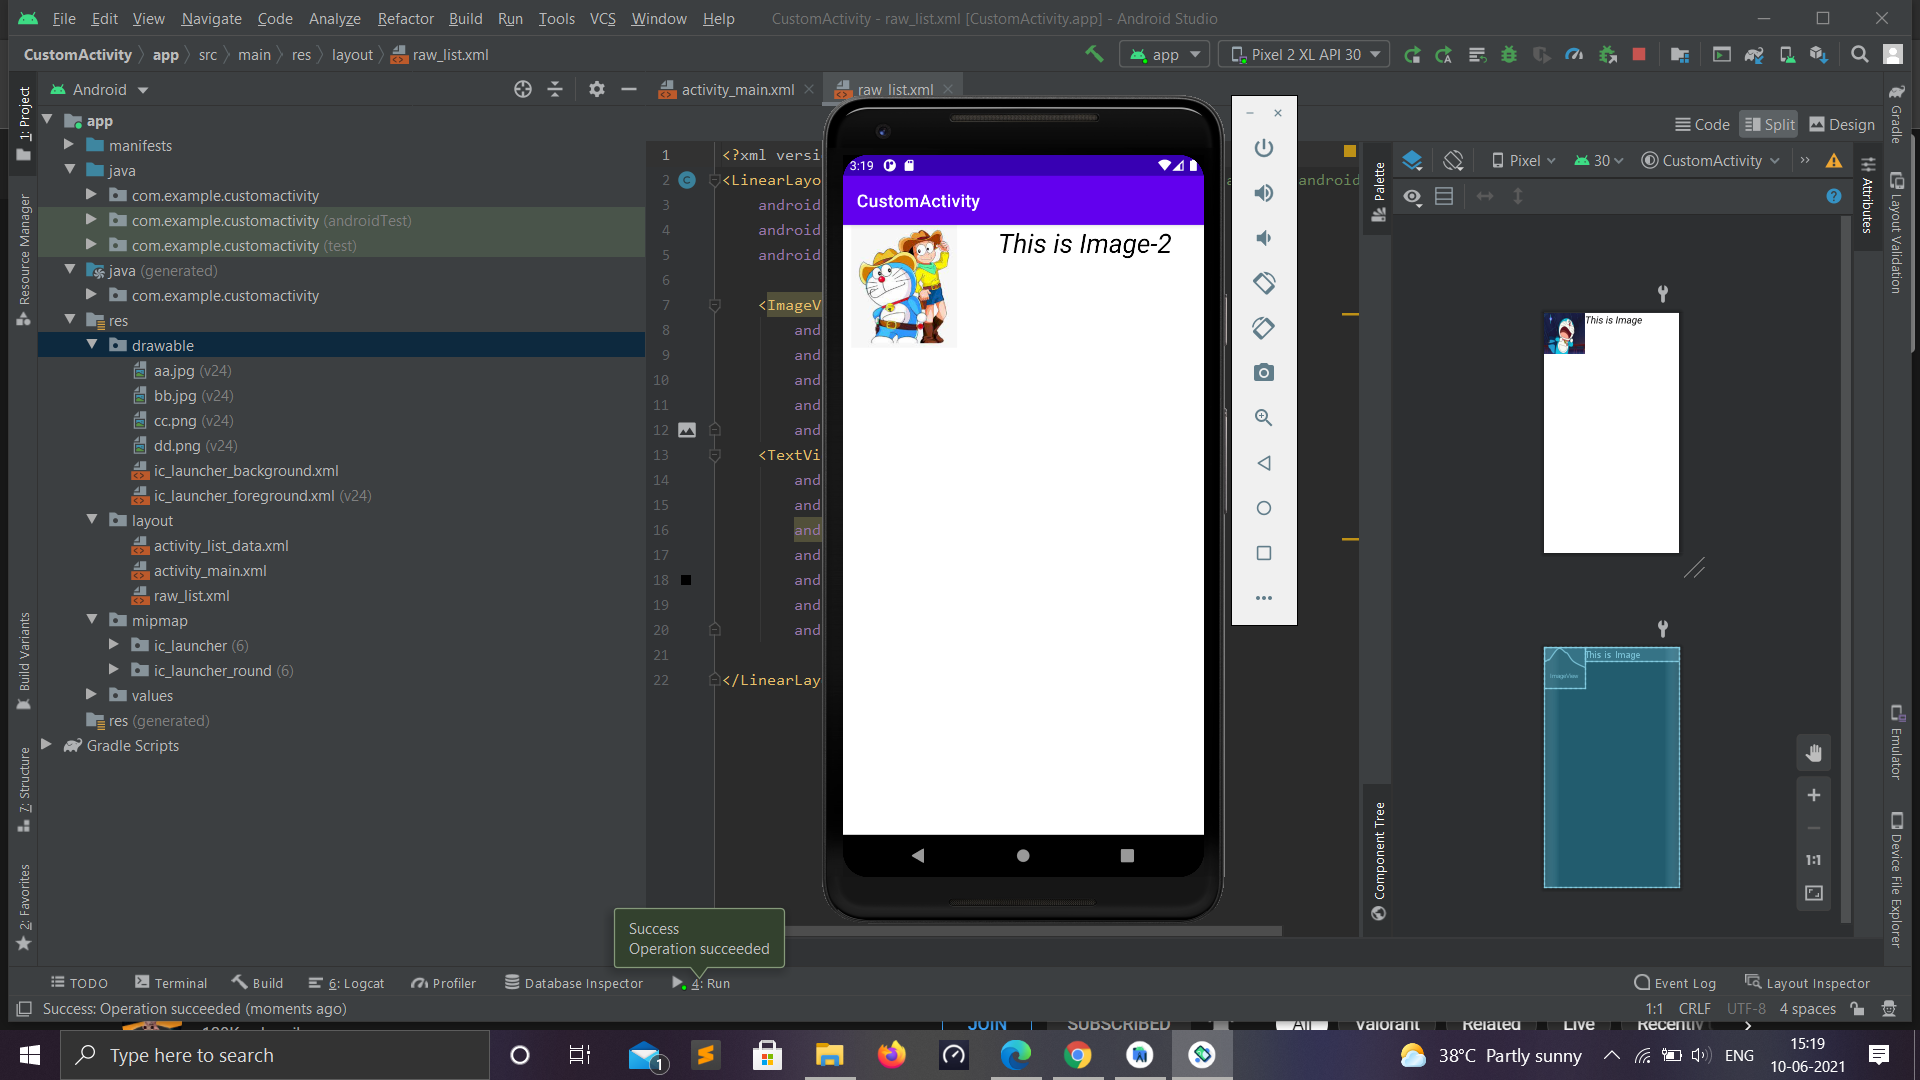 File Edit View Navigate Code Analyze Refactor Build Run Tools VCS Window Help CustomActivity - raw_list.xml [CustomActivity.app] - Android Studio
CustomActivity app src main res layout raw_list.xml app Pixel 2 XL API 30
Android activity_main.xml raw_list.xml
Code Split Design
Pixel 30 CustomActivity
1: Project
Resource Manager
Build Variants
7: Structure
2: Favorites
app
manifests
java
com.example.customactivity
com.example.customactivity (androidTest)
com.example.customactivity (test)
java (generated)
com.example.customactivity
res
drawable
aa.jpg (v24)
bb.jpg (v24)
cc.png (v24)
dd.png (v24)
ic_launcher_background.xml
ic_launcher_foreground.xml (v24)
layout
activity_list_data.xml
activity_main.xml
raw_list.xml
mipmap
ic_launcher (6)
ic_launcher_round (6)
values
res (generated)
Gradle Scripts
1 <?xml versi
2 <LinearLayo android
3 android
4 android
5 android
6
7 <ImageV
8 and
9 and
10 and
11 and
12 and
13 <TextVi
14 and
15 and
16 and
17 and
18 and
19 and
20 and
21
22 </LinearLay
3:19
CustomActivity
This is Image-2
Palette
Component Tree
This is Image
This is Image
ImageView
1:1
Gradle
Attributes
Layout Validation
Emulator
Device File Explorer
Success
Operation succeeded
TODO Terminal Build 6: Logcat Profiler Database Inspector 4: Run Event Log Layout Inspector
Success: Operation succeeded (moments ago) 1:1 CRLF UTF-8 4 spaces
JOIN SUBSCRIBED All Valorant Related Live Recently
Type here to search 1 38°C Partly sunny ENG 15:19
10-06-2021